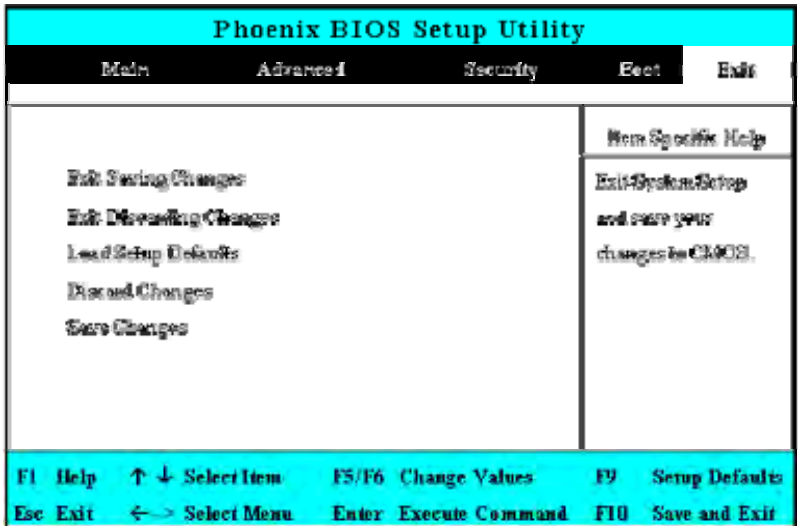 Phoenix BIOS Setup Utility
Main Advanced Security Boot Exit
Item Specific Help
Exit Saving Changes
Exit Discarding Changes
Load Setup Defaults
Discard Changes
Save Changes
Exit System Setup
and save your
changes to CMOS.
F1 Help ↑ ↓ Select Item F5/F6 Change Values F9 Setup Defaults
Esc Exit <--> Select Menu Enter Execute Command F10 Save and Exit